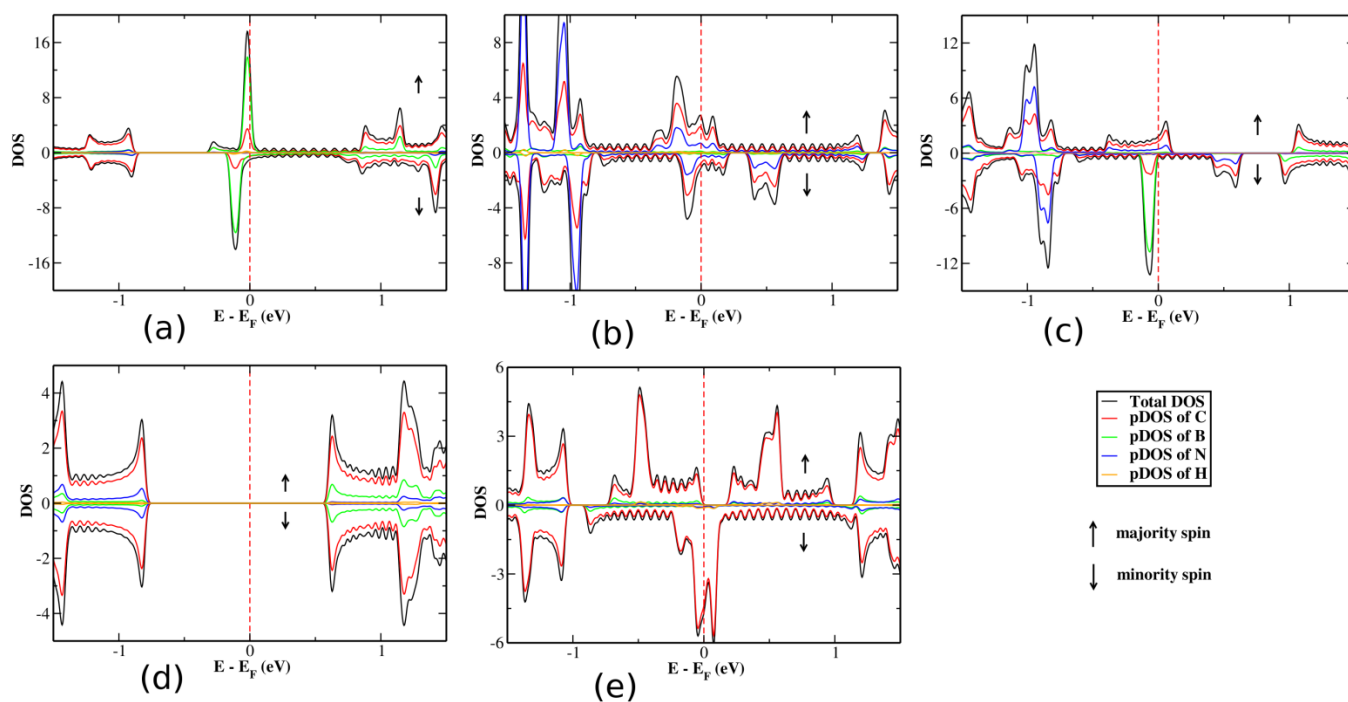 DOS
16
8
0
-8
-16
-1
0
1
E - E_F (eV)
(a)
DOS
8
4
0
-4
-8
-1
0
1
E - E_F (eV)
(b)
DOS
12
6
0
-6
-12
-1
0
1
E - E_F (eV)
(c)
DOS
4
2
0
-2
-4
-1
0
1
E - E_F (eV)
(d)
DOS
6
3
0
-3
-6
-1
0
1
E - E_F (eV)
(e)
Total DOS
pDOS of C
pDOS of B
pDOS of N
pDOS of H
majority spin
minority spin